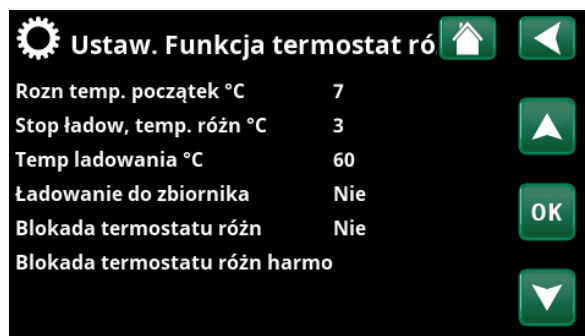 Ustaw. Funkcja termostat ró.
Rozn temp. początek °C 7
Stop ładow, temp. różn °C 3
Temp ladowania °C 60
Ładowanie do zbiornika Nie
Blokada termostatu różn Nie
OK
Blokada termostatu różn harmo